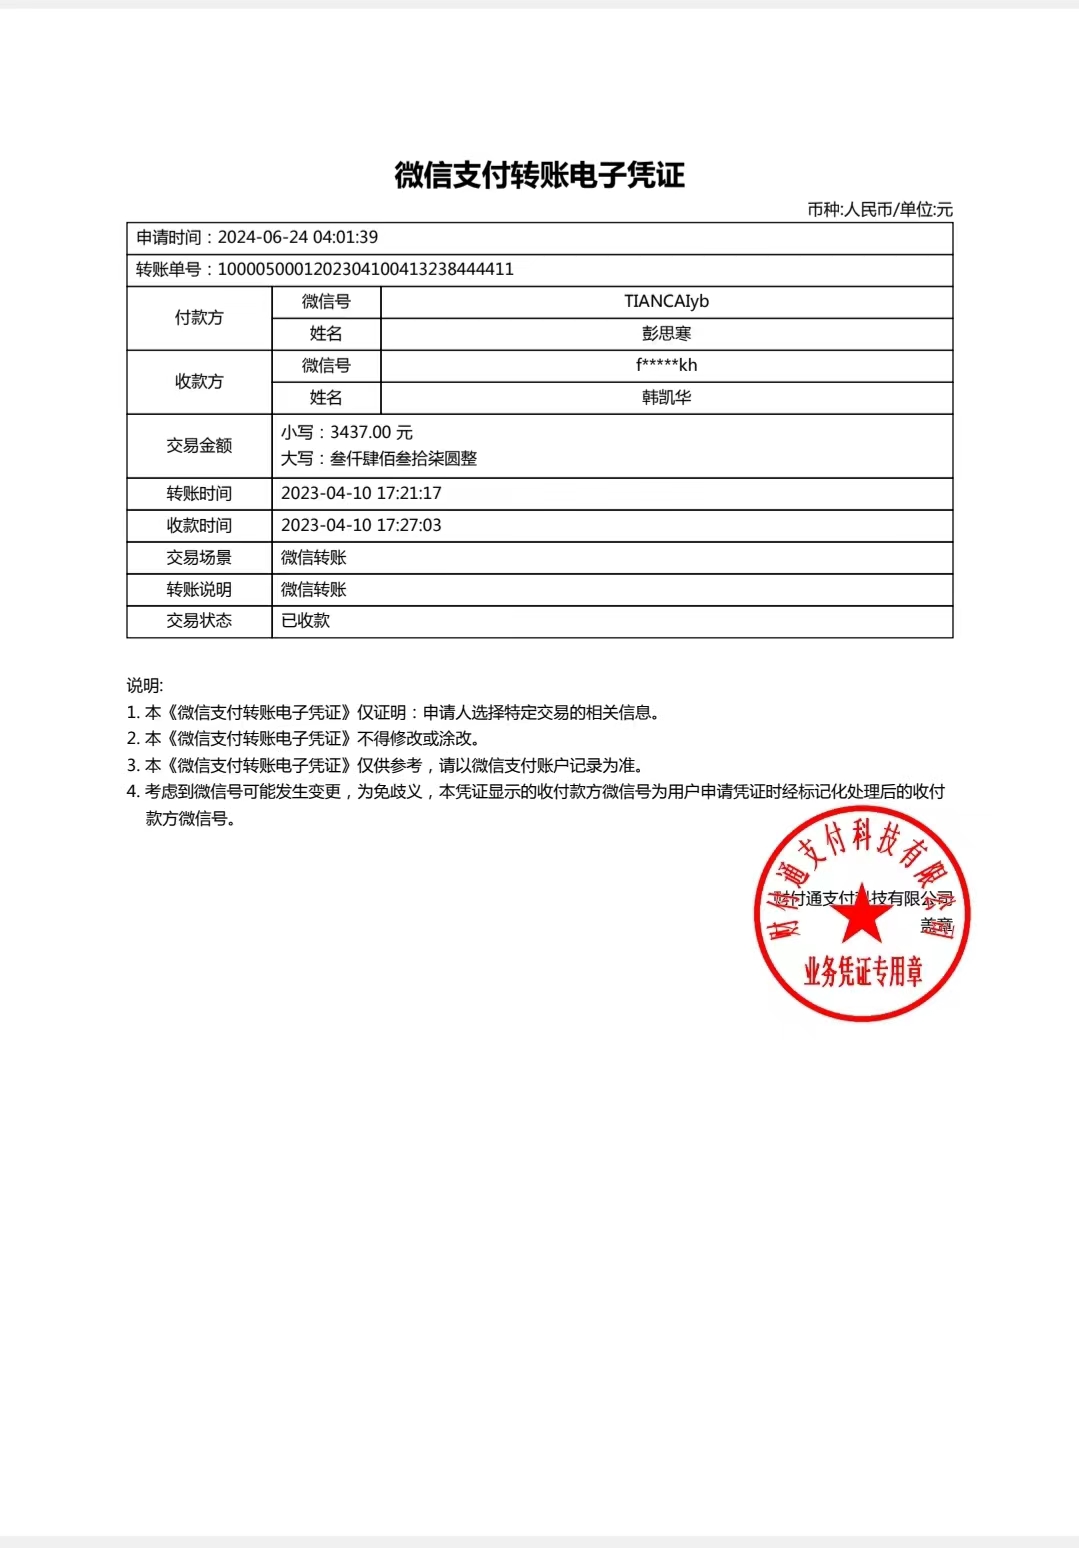 微信支付转账电子凭证
币种:人民币/单位:元
申请时间：2024-06-24 04:01:39
转账单号：1000050001202304100413238444411
付款方 微信号 TIANCAIyb
姓名 彭思寒
收款方 微信号 f*****kh
姓名 韩凯华
交易金额 小写：3437.00 元
大写：叁仟肆佰叁拾柒圆整
转账时间 2023-04-10 17:21:17
收款时间 2023-04-10 17:27:03
交易场景 微信转账
转账说明 微信转账
交易状态 已收款
说明:
1. 本《微信支付转账电子凭证》仅证明：申请人选择特定交易的相关信息。
2. 本《微信支付转账电子凭证》不得修改或涂改。
3. 本《微信支付转账电子凭证》仅供参考，请以微信支付账户记录为准。
4. 考虑到微信号可能发生变更，为免歧义，本凭证显示的收付款方微信号为用户申请凭证时经标记化处理后的收付
款方微信号。
财付通支付科技有限公司
财付通支付科技有限公司
盖章
业务凭证专用章